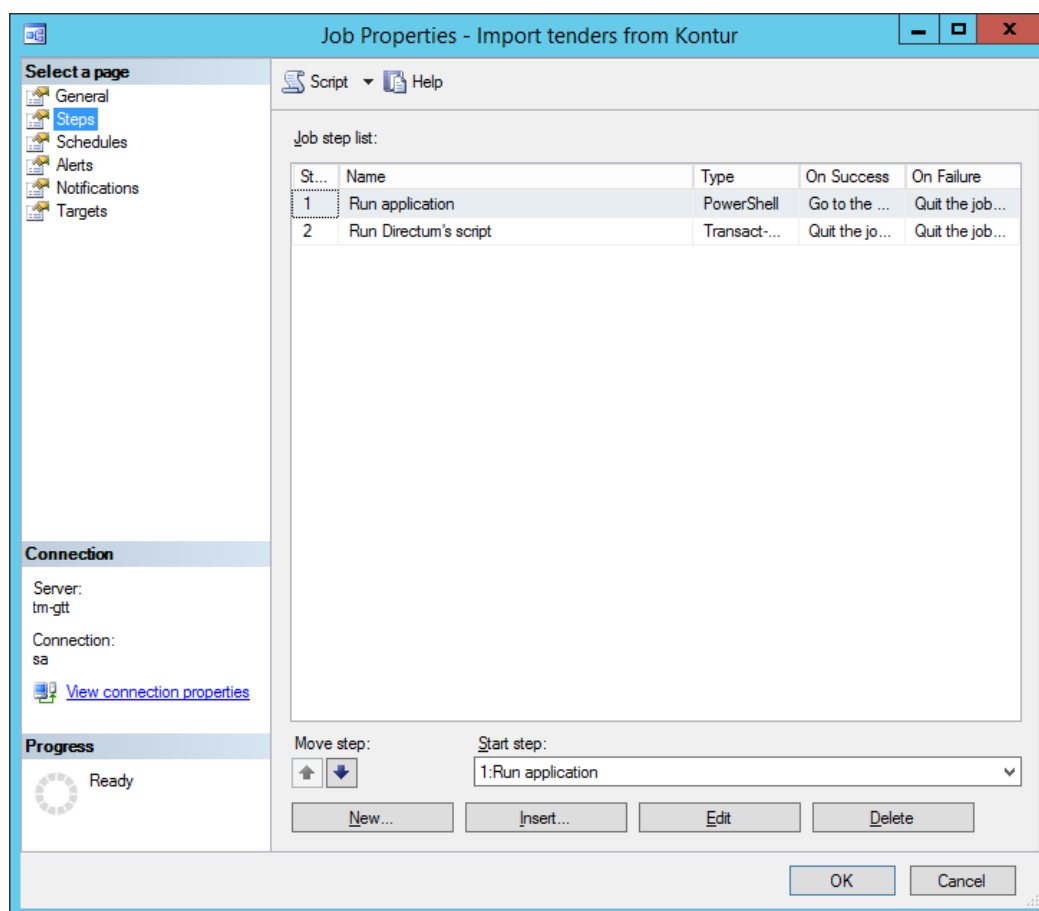 Job Properties - Import tenders from Kontur
Select a page
General
Steps
Schedules
Alerts
Notifications
Targets
Script
Help
Job step list:
St... Name Type On Success On Failure
1 Run application PowerShell Go to the ... Quit the job...
2 Run Directum's script Transact-... Quit the jo... Quit the job...
Connection
Server:
tm-gtt
Connection:
sa
View connection properties
Progress
Ready
Move step: Start step:
1:Run application
New... Insert... Edit Delete
OK Cancel